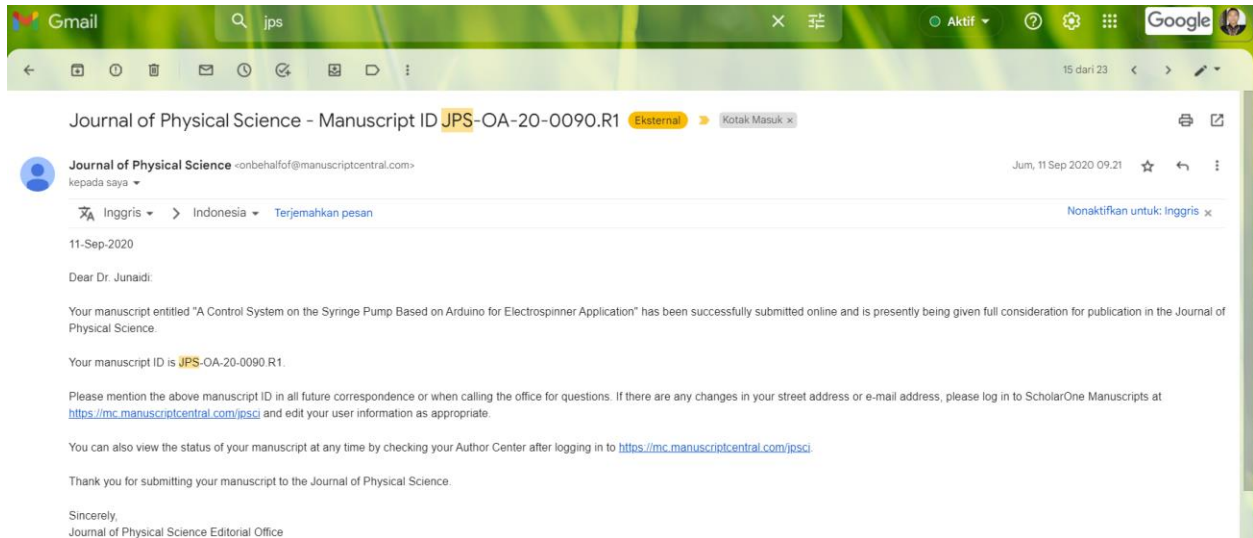 Gmail
jps
Aktif
Google
15 dari 23
Journal of Physical Science - Manuscript ID JPS-OA-20-0090.R1 Eksternal Kotak Masuk ×
Journal of Physical Science <onbehalfof@manuscriptcentral.com>
Jum, 11 Sep 2020 09.21
kepada saya
Inggris > Indonesia Terjemahkan pesan
Nonaktifkan untuk: Inggris ×
11-Sep-2020
Dear Dr. Junaidi:
Your manuscript entitled "A Control System on the Syringe Pump Based on Arduino for Electrospinner Application" has been successfully submitted online and is presently being given full consideration for publication in the Journal of
Physical Science.
Your manuscript ID is JPS-OA-20-0090.R1.
Please mention the above manuscript ID in all future correspondence or when calling the office for questions. If there are any changes in your street address or e-mail address, please log in to ScholarOne Manuscripts at
https://mc.manuscriptcentral.com/jpsci and edit your user information as appropriate.
You can also view the status of your manuscript at any time by checking your Author Center after logging in to https://mc.manuscriptcentral.com/jpsci.
Thank you for submitting your manuscript to the Journal of Physical Science.
Sincerely,
Journal of Physical Science Editorial Office